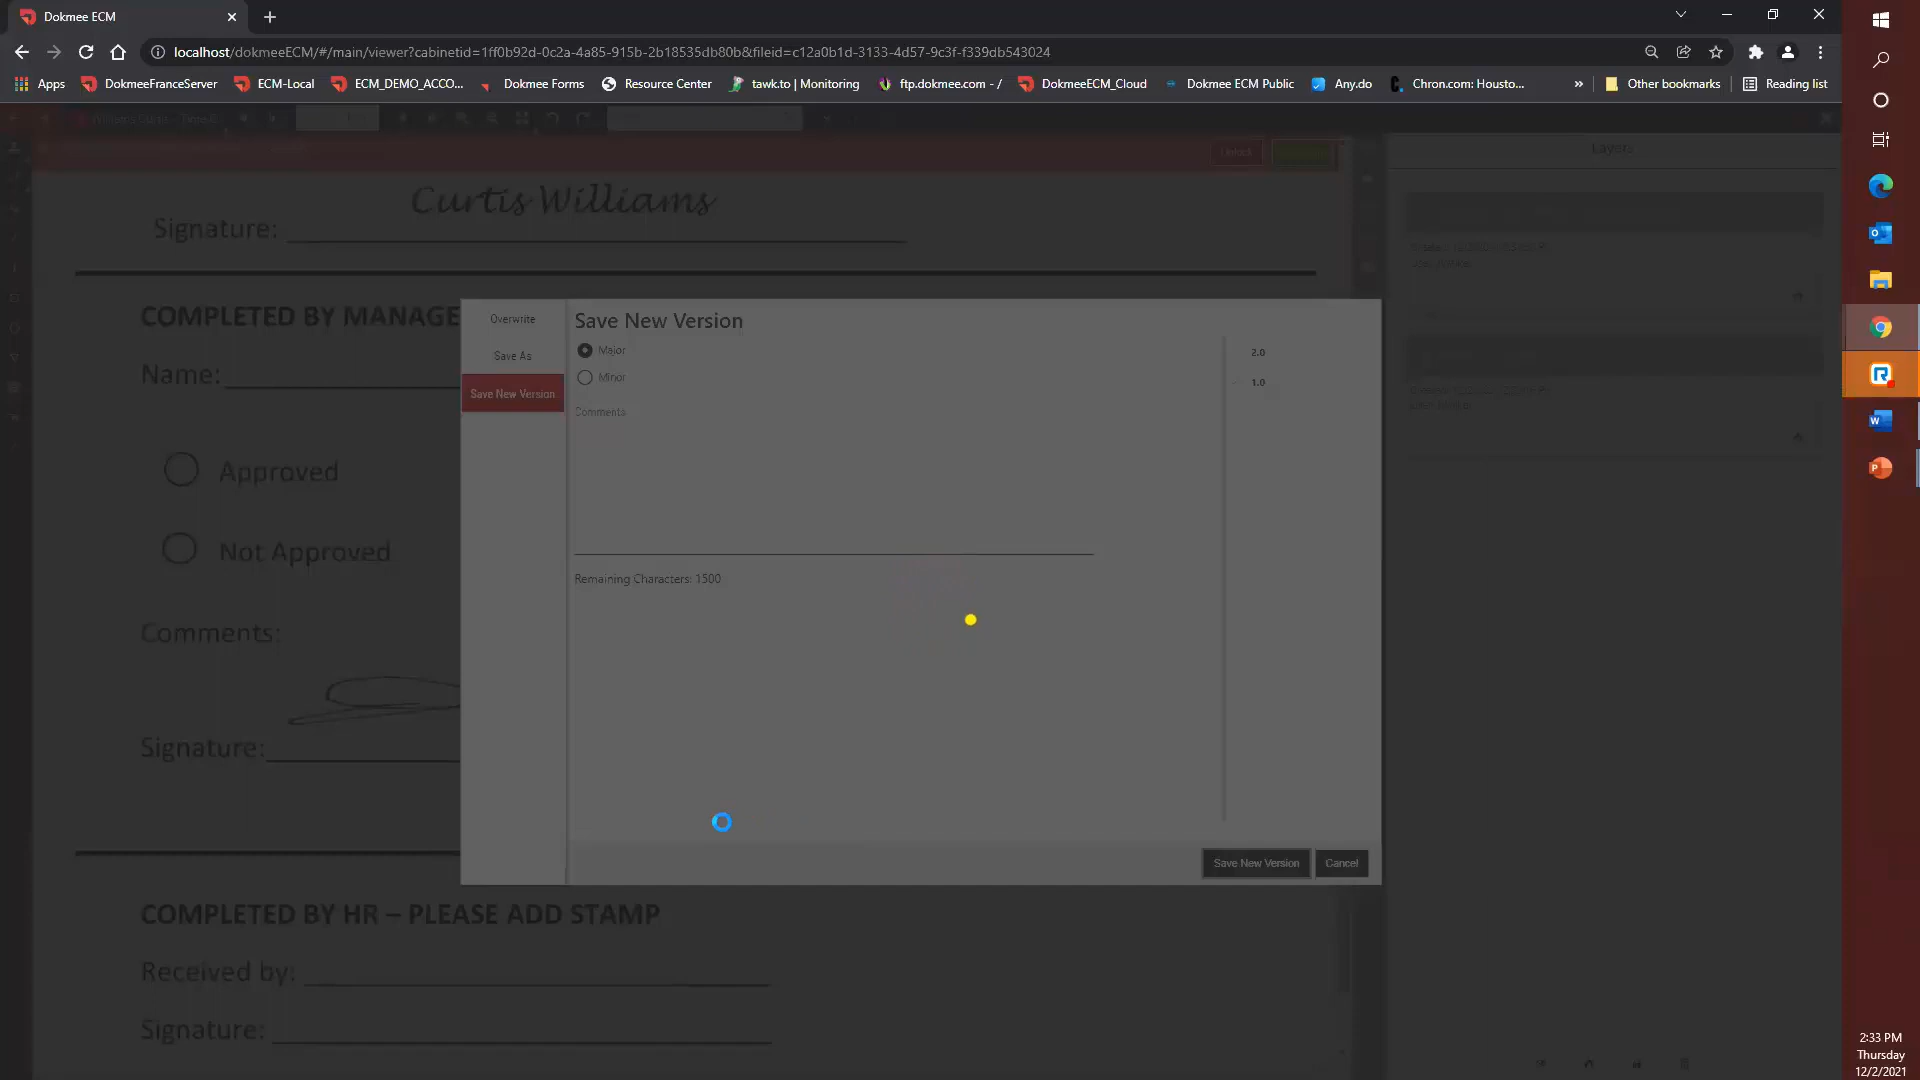 Dokmee ECM
localhost/dokmeeECM/#/main/viewer?cabinetid=1ff0b92d-0c2a-4a85-915b-2b18535db80b&fileid=c12a0b1d-3133-4d57-9c3f-f339db543024
Apps DokmeeFranceServer ECM-Local ECM_DEMO_ACCO... Dokmee Forms Resource Center tawk.to | Monitoring ftp.dokmee.com - / DokmeeECM_Cloud Dokmee ECM Public Any.do Chron.com: Housto... » Other bookmarks Reading list
Layers
Unlock
Curtis Williams
Signature:
COMPLETED BY MANAGE
Name:
Approved
Not Approved
Comments:
Signature:
Overwrite
Save As
Save New Version
Save New Version
Major
Minor
Comments
Remaining Characters: 1500
2.0
1.0
Save New Version Cancel
COMPLETED BY HR – PLEASE ADD STAMP
Received by:
Signature:
2:33 PM
Thursday
12/2/2021